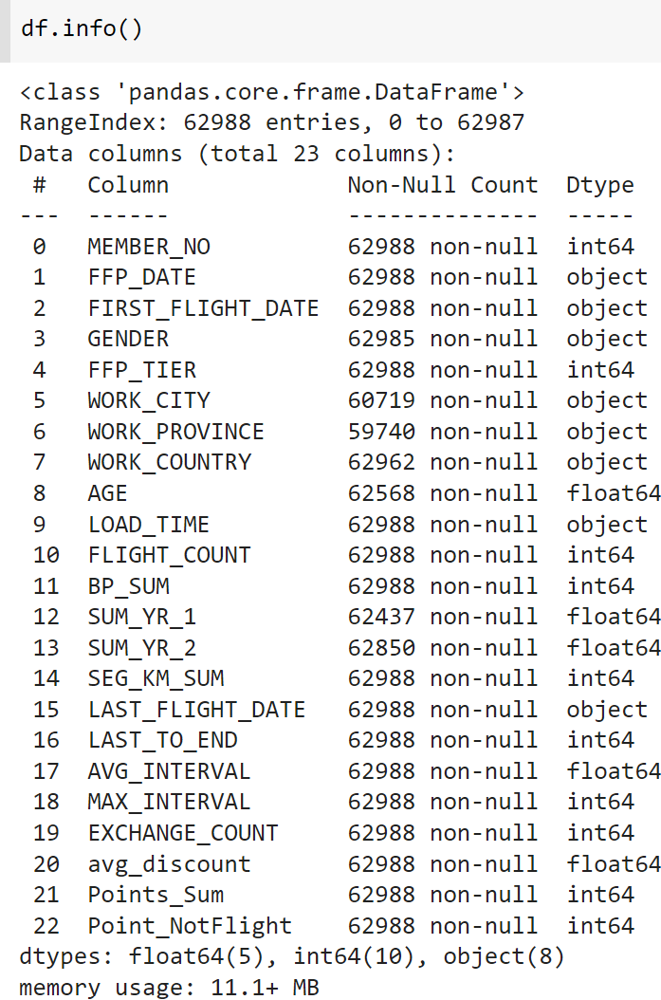 df.info()
<class 'pandas.core.frame.DataFrame'>
RangeIndex: 62988 entries, 0 to 62987
Data columns (total 23 columns):
 #   Column             Non-Null Count  Dtype
---  ------             --------------  -----
 0   MEMBER_NO          62988 non-null  int64
 1   FFP_DATE           62988 non-null  object
 2   FIRST_FLIGHT_DATE  62988 non-null  object
 3   GENDER             62985 non-null  object
 4   FFP_TIER           62988 non-null  int64
 5   WORK_CITY          60719 non-null  object
 6   WORK_PROVINCE      59740 non-null  object
 7   WORK_COUNTRY       62962 non-null  object
 8   AGE                62568 non-null  float64
 9   LOAD_TIME          62988 non-null  object
 10  FLIGHT_COUNT       62988 non-null  int64
 11  BP_SUM             62988 non-null  int64
 12  SUM_YR_1           62437 non-null  float64
 13  SUM_YR_2           62850 non-null  float64
 14  SEG_KM_SUM         62988 non-null  int64
 15  LAST_FLIGHT_DATE   62988 non-null  object
 16  LAST_TO_END        62988 non-null  int64
 17  AVG_INTERVAL       62988 non-null  float64
 18  MAX_INTERVAL       62988 non-null  int64
 19  EXCHANGE_COUNT     62988 non-null  int64
 20  avg_discount       62988 non-null  float64
 21  Points_Sum         62988 non-null  int64
 22  Point_NotFlight    62988 non-null  int64
dtypes: float64(5), int64(10), object(8)
memory usage: 11.1+ MB